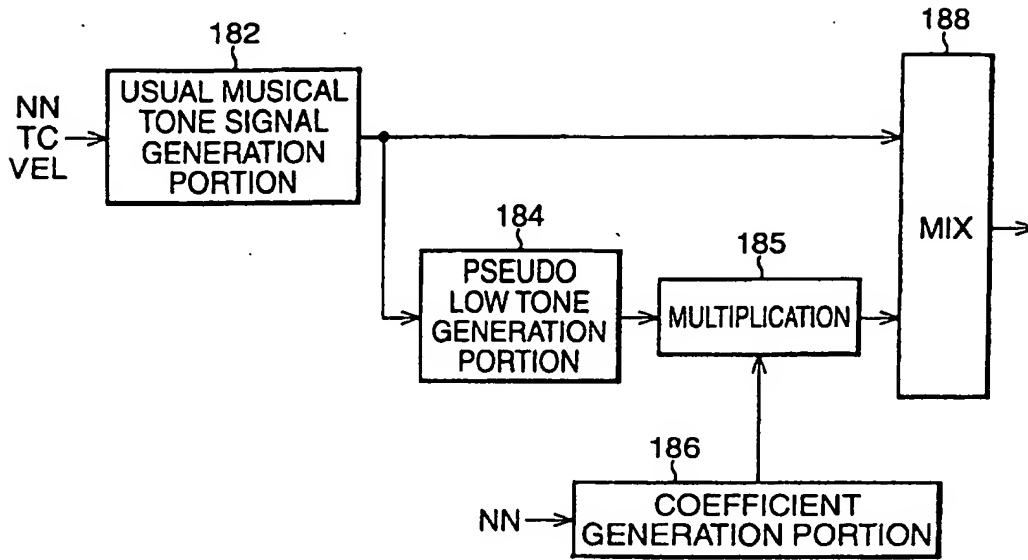 182
188
NN
TC
VEL
USUAL MUSICAL
TONE SIGNAL
GENERATION
PORTION
MIX
184
PSEUDO
LOW TONE
GENERATION
PORTION
185
MULTIPLICATION
186
NN
COEFFICIENT
GENERATION PORTION